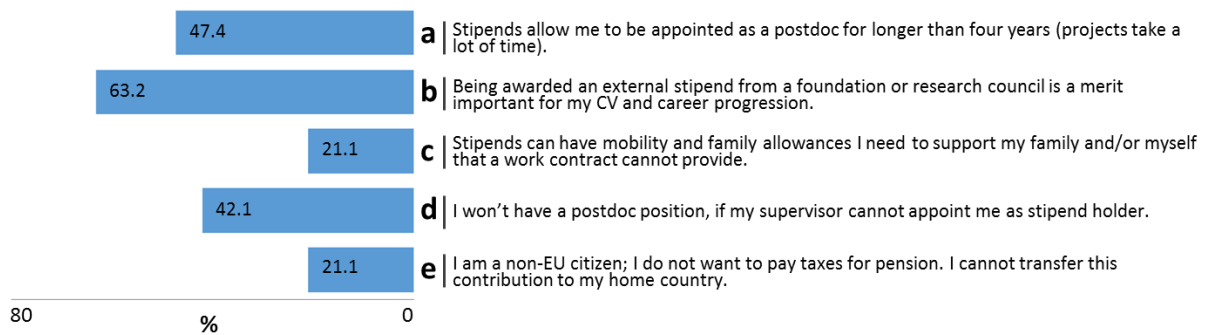 47.4 a Stipends allow me to be appointed as a postdoc for longer than four years (projects take a
lot of time).
63.2 b Being awarded an external stipend from a foundation or research council is a merit
important for my CV and career progression.
21.1 c Stipends can have mobility and family allowances I need to support my family and/or myself
that a work contract cannot provide.
42.1 d I won’t have a postdoc position, if my supervisor cannot appoint me as stipend holder.
21.1 e I am a non-EU citizen; I do not want to pay taxes for pension. I cannot transfer this
contribution to my home country.
80 0
%